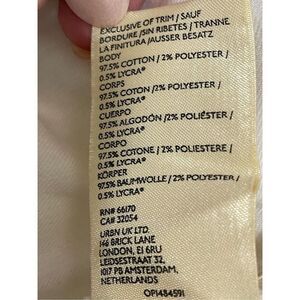 EXCLUSIVE OF TRIM / SAUF
BORDURE /SIN RIBETES / TRANNE
LA FINITURA /AUSSER BESATZ
BODY
97.5% COTTON / 2% POLYESTER /
0.5% LYCRA®
CORPS
97.5% COTON /2% POLYESTER /
0.5% LYCRA®
CUERPO
97.5% ALGODÓN /2% POLIÉSTER /
0.5% LYCRA®
CORPO
97.5% COTONE / 2% POLIESTERE /
0.5% LYCRA®
KÖRPER
97.5% BAUMWOLLE / 2% POLYESTER /
0.5% LYCRA®
RN# 66170
CA# 32054
URBN UK LTD.
146 BRICK LANE
LONDON, E1 6RU
LEIDSESTRAAT 32,
1017 PB AMSTERDAM,
NETHERLANDS
OP1484591